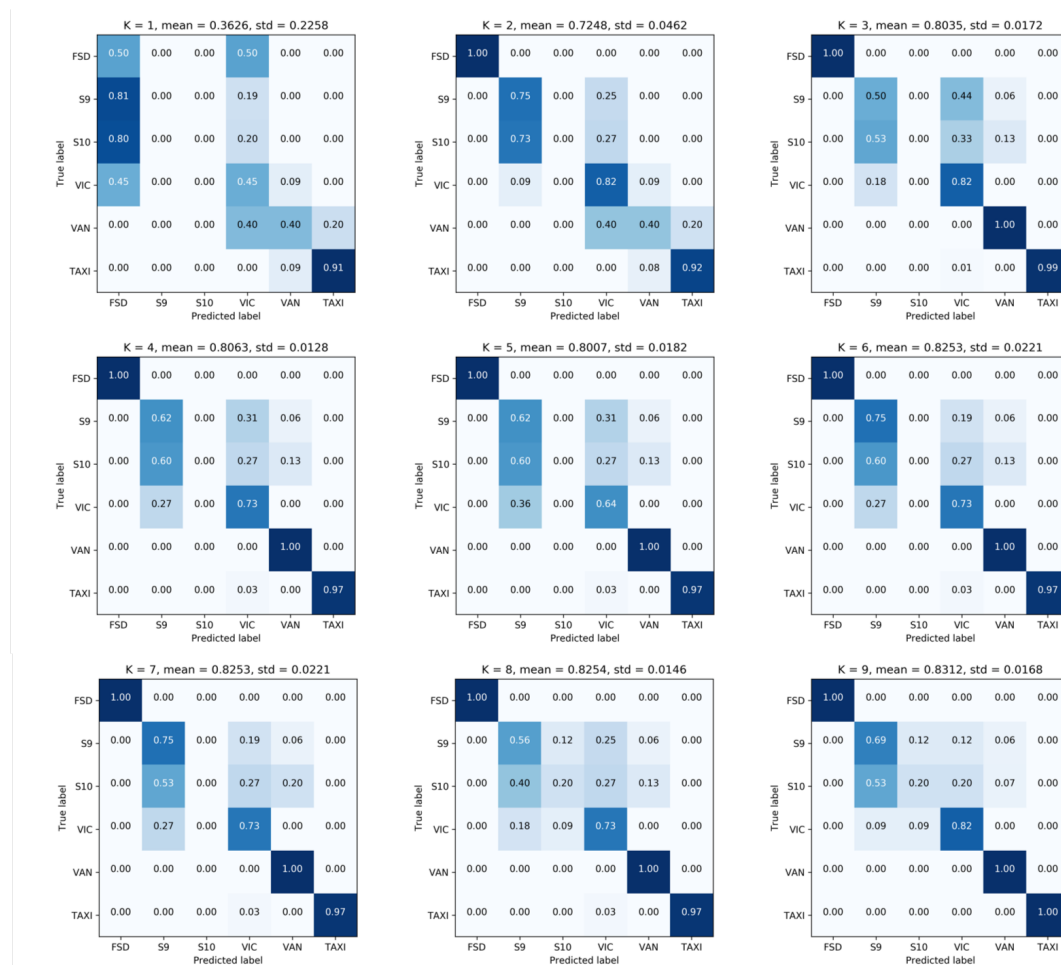 K = 1, mean = 0.3626, std = 0.2258
FSD 0.50 0.00 0.00 0.50 0.00 0.00
S9 0.81 0.00 0.00 0.19 0.00 0.00
S10 0.80 0.00 0.00 0.20 0.00 0.00
VIC 0.45 0.00 0.00 0.45 0.09 0.00
VAN 0.00 0.00 0.00 0.40 0.40 0.20
TAXI 0.00 0.00 0.00 0.00 0.09 0.91
True label
FSD S9 S10 VIC VAN TAXI
Predicted label
K = 2, mean = 0.7248, std = 0.0462
FSD 1.00 0.00 0.00 0.00 0.00 0.00
S9 0.00 0.75 0.00 0.25 0.00 0.00
S10 0.00 0.73 0.00 0.27 0.00 0.00
VIC 0.00 0.09 0.00 0.82 0.09 0.00
VAN 0.00 0.00 0.00 0.40 0.40 0.20
TAXI 0.00 0.00 0.00 0.00 0.08 0.92
True label
FSD S9 S10 VIC VAN TAXI
Predicted label
K = 3, mean = 0.8035, std = 0.0172
FSD 1.00 0.00 0.00 0.00 0.00 0.00
S9 0.00 0.50 0.00 0.44 0.06 0.00
S10 0.00 0.53 0.00 0.33 0.13 0.00
VIC 0.00 0.18 0.00 0.82 0.00 0.00
VAN 0.00 0.00 0.00 0.00 1.00 0.00
TAXI 0.00 0.00 0.00 0.01 0.00 0.99
True label
FSD S9 S10 VIC VAN TAXI
Predicted label
K = 4, mean = 0.8063, std = 0.0128
FSD 1.00 0.00 0.00 0.00 0.00 0.00
S9 0.00 0.62 0.00 0.31 0.06 0.00
S10 0.00 0.60 0.00 0.27 0.13 0.00
VIC 0.00 0.27 0.00 0.73 0.00 0.00
VAN 0.00 0.00 0.00 0.00 1.00 0.00
TAXI 0.00 0.00 0.00 0.03 0.00 0.97
True label
FSD S9 S10 VIC VAN TAXI
Predicted label
K = 5, mean = 0.8007, std = 0.0182
FSD 1.00 0.00 0.00 0.00 0.00 0.00
S9 0.00 0.62 0.00 0.31 0.06 0.00
S10 0.00 0.60 0.00 0.27 0.13 0.00
VIC 0.00 0.36 0.00 0.64 0.00 0.00
VAN 0.00 0.00 0.00 0.00 1.00 0.00
TAXI 0.00 0.00 0.00 0.03 0.00 0.97
True label
FSD S9 S10 VIC VAN TAXI
Predicted label
K = 6, mean = 0.8253, std = 0.0221
FSD 1.00 0.00 0.00 0.00 0.00 0.00
S9 0.00 0.75 0.00 0.19 0.06 0.00
S10 0.00 0.60 0.00 0.27 0.13 0.00
VIC 0.00 0.27 0.00 0.73 0.00 0.00
VAN 0.00 0.00 0.00 0.00 1.00 0.00
TAXI 0.00 0.00 0.00 0.03 0.00 0.97
True label
FSD S9 S10 VIC VAN TAXI
Predicted label
K = 7, mean = 0.8253, std = 0.0221
FSD 1.00 0.00 0.00 0.00 0.00 0.00
S9 0.00 0.75 0.00 0.19 0.06 0.00
S10 0.00 0.53 0.00 0.27 0.20 0.00
VIC 0.00 0.27 0.00 0.73 0.00 0.00
VAN 0.00 0.00 0.00 0.00 1.00 0.00
TAXI 0.00 0.00 0.00 0.03 0.00 0.97
True label
FSD S9 S10 VIC VAN TAXI
Predicted label
K = 8, mean = 0.8254, std = 0.0146
FSD 1.00 0.00 0.00 0.00 0.00 0.00
S9 0.00 0.56 0.12 0.25 0.06 0.00
S10 0.00 0.40 0.20 0.27 0.13 0.00
VIC 0.00 0.18 0.09 0.73 0.00 0.00
VAN 0.00 0.00 0.00 0.00 1.00 0.00
TAXI 0.00 0.00 0.00 0.03 0.00 0.97
True label
FSD S9 S10 VIC VAN TAXI
Predicted label
K = 9, mean = 0.8312, std = 0.0168
FSD 1.00 0.00 0.00 0.00 0.00 0.00
S9 0.00 0.69 0.12 0.12 0.06 0.00
S10 0.00 0.53 0.20 0.20 0.07 0.00
VIC 0.00 0.09 0.09 0.82 0.00 0.00
VAN 0.00 0.00 0.00 0.00 1.00 0.00
TAXI 0.00 0.00 0.00 0.00 0.00 1.00
True label
FSD S9 S10 VIC VAN TAXI
Predicted label